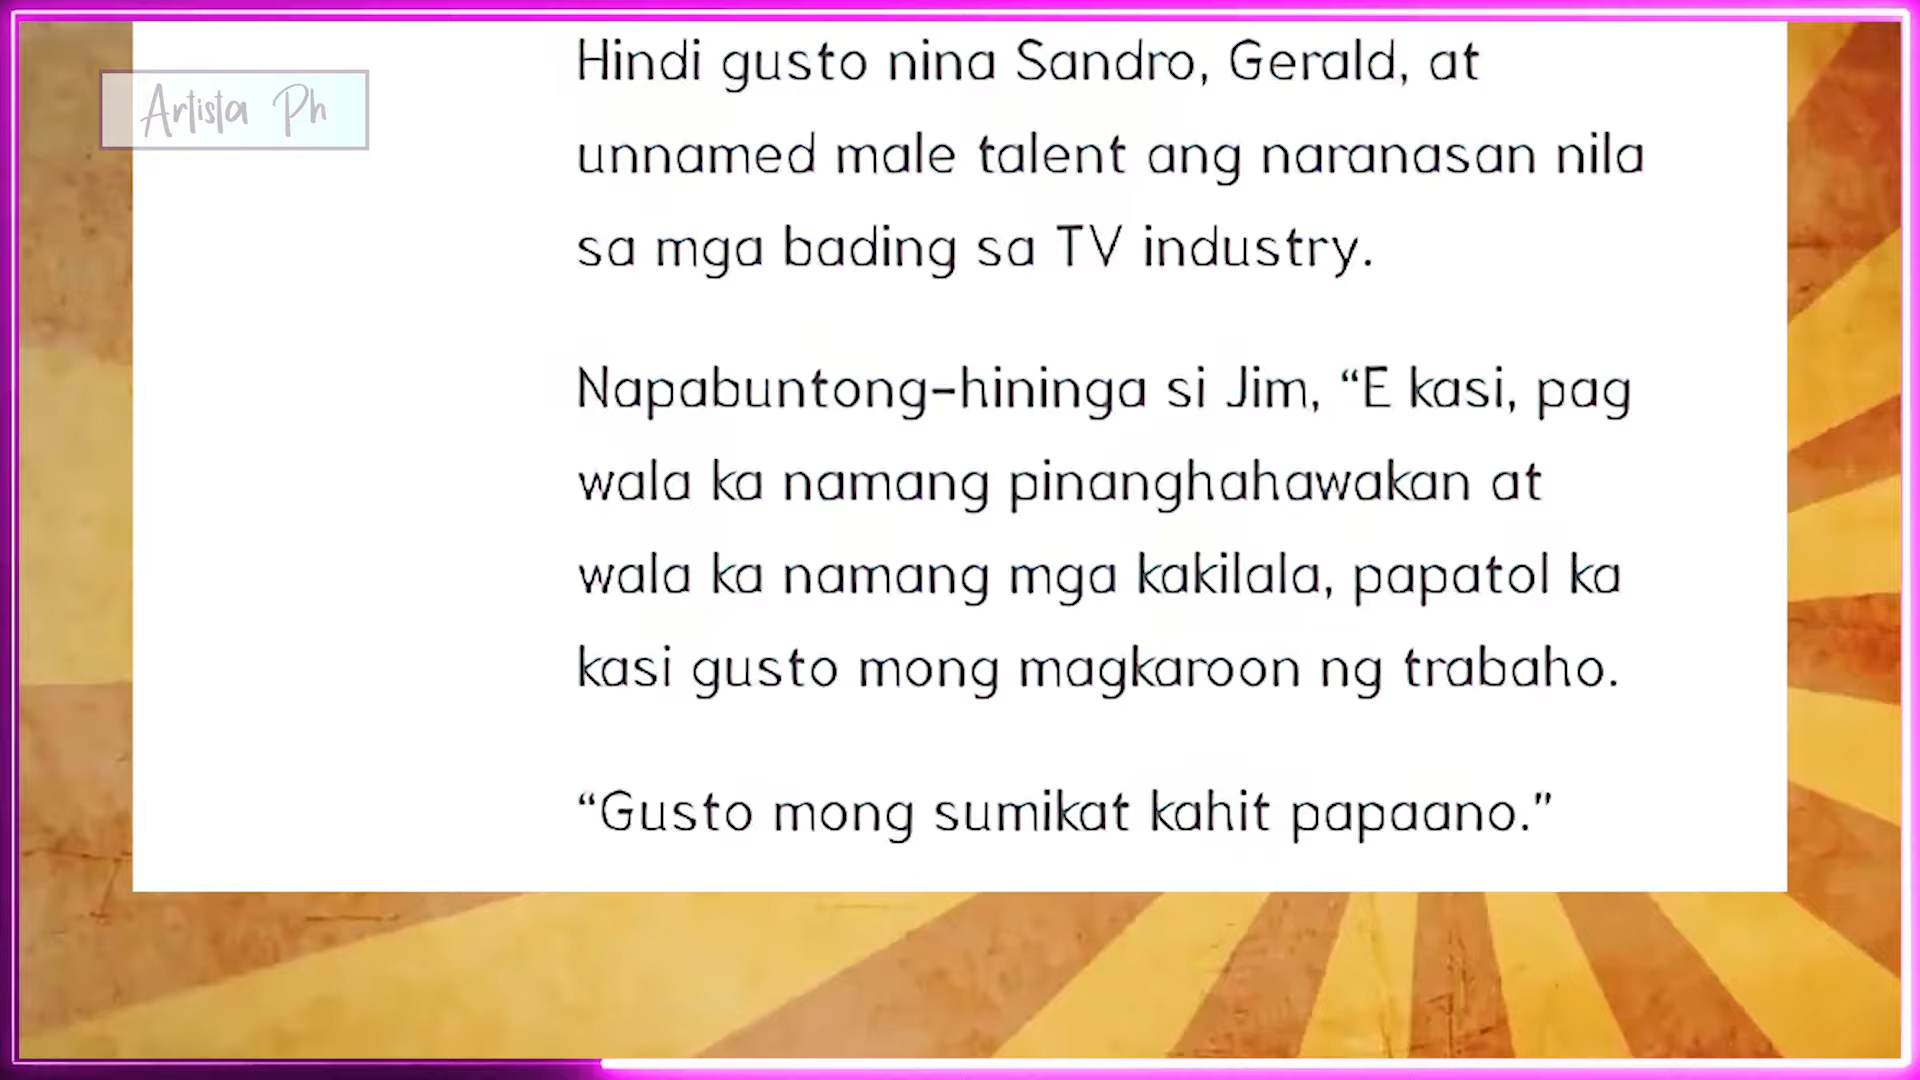 Hindi gusto nina Sandro, Gerald, at
Artista Ph
unnamed male talent ang naranasan nila
sa mga bading sa TV industry.
Napabuntong-hininga si Jim, “E kasi, pag
wala ka namang pinanghahawakan at
wala ka namang mga kakilala, papatol ka
kasi gusto mong magkaroon ng trabaho.
“Gusto mong sumikat kahit papaano.”